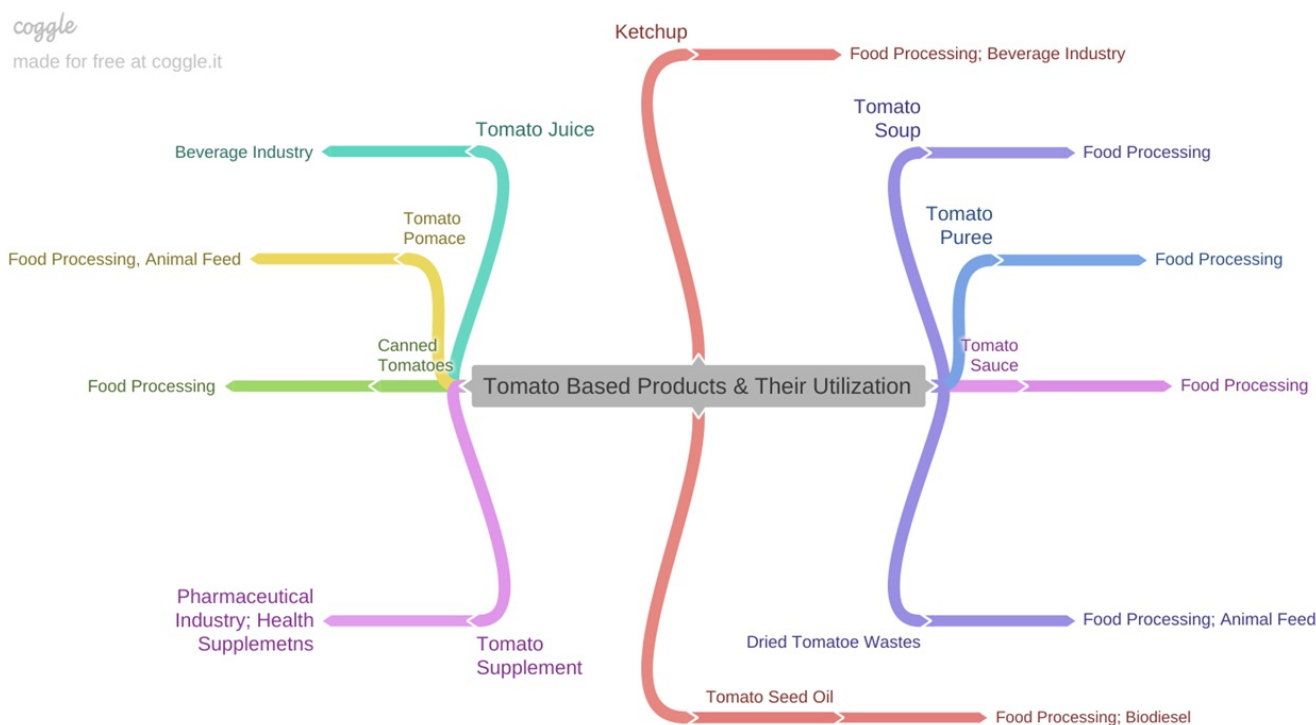 coggle
made for free at coggle.it
Ketchup
Food Processing; Beverage Industry
Tomato Juice
Beverage Industry
Tomato
Pomace
Food Processing, Animal Feed
Canned
Tomatoes
Food Processing
Tomato
Supplement
Pharmaceutical
Industry; Health
Supplemetns
Tomato Based Products & Their Utilization
Tomato
Soup
Food Processing
Tomato
Puree
Food Processing
Tomato
Sauce
Food Processing
Dried Tomatoe Wastes
Food Processing; Animal Feed
Tomato Seed Oil
Food Processing; Biodiesel